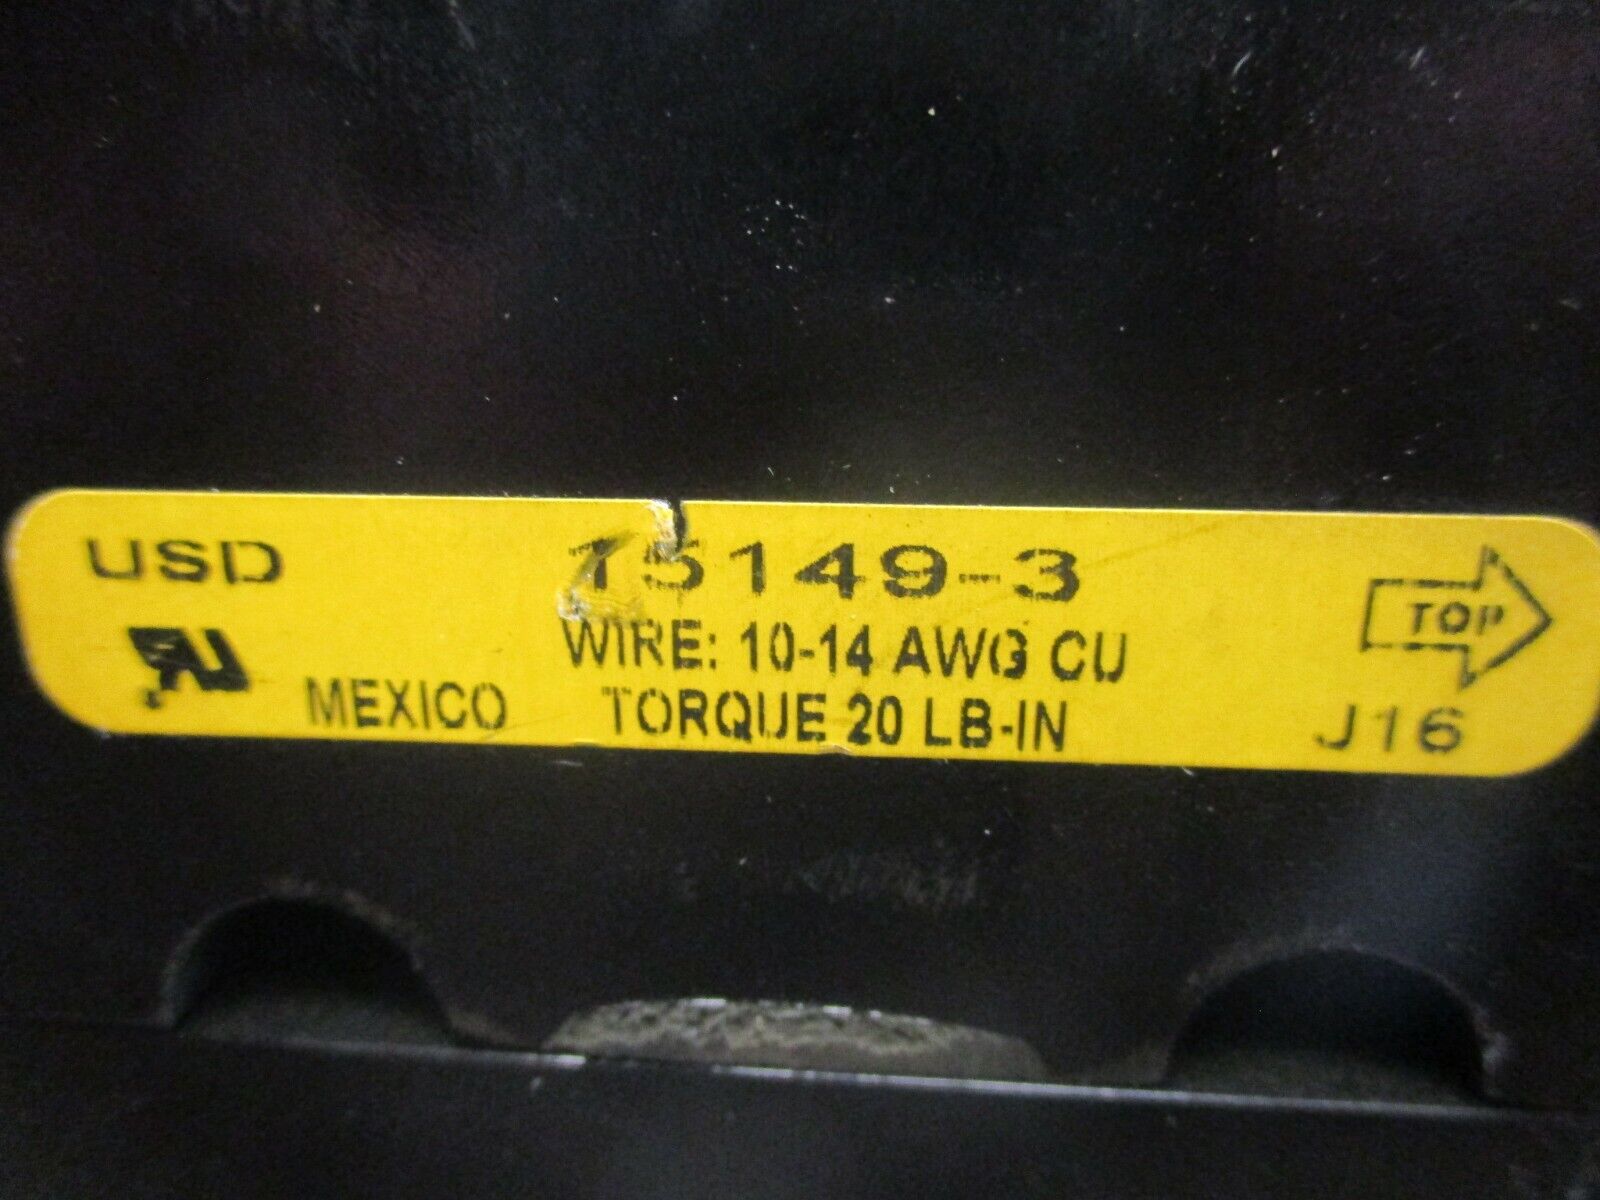 USD 15149-3
WIRE: 10-14 AWG CU TOP
MEXICO TORQUE 20 LB-IN J16